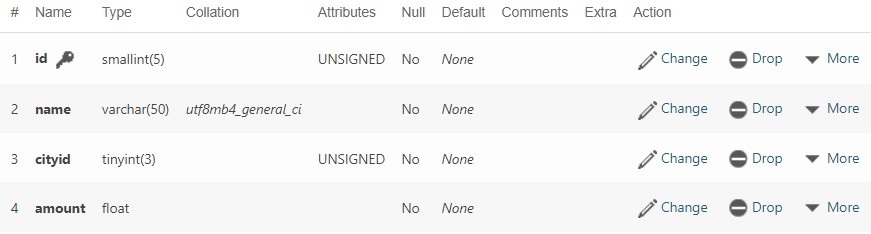 # Name Type Collation Attributes Null Default Comments Extra Action
1 id smallint(5) UNSIGNED No None Change Drop More
2 name varchar(50) utf8mb4_general_ci No None Change Drop More
3 cityid tinyint(3) UNSIGNED No None Change Drop More
4 amount float No None Change Drop More